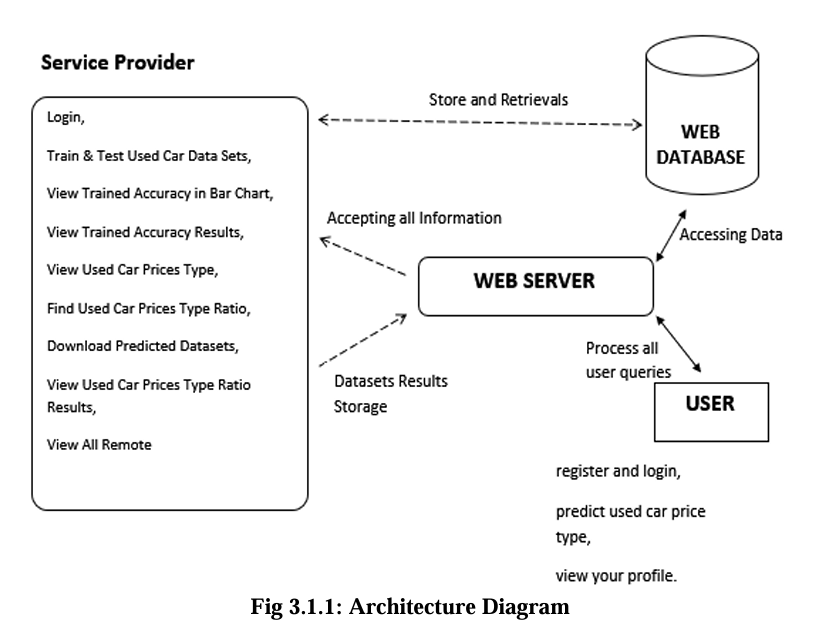 Service Provider
Login,
Train & Test Used Car Data Sets,
View Trained Accuracy in Bar Chart,
View Trained Accuracy Results,
View Used Car Prices Type,
Find Used Car Prices Type Ratio,
Download Predicted Datasets,
View Used Car Prices Type Ratio
Results,
View All Remote
Store and Retrievals
WEB
DATABASE
Accepting all Information
Accessing Data
WEB SERVER
Process all
user queries
Datasets Results
Storage
USER
register and login,
predict used car price
type,
view your profile.
Fig 3.1.1: Architecture Diagram